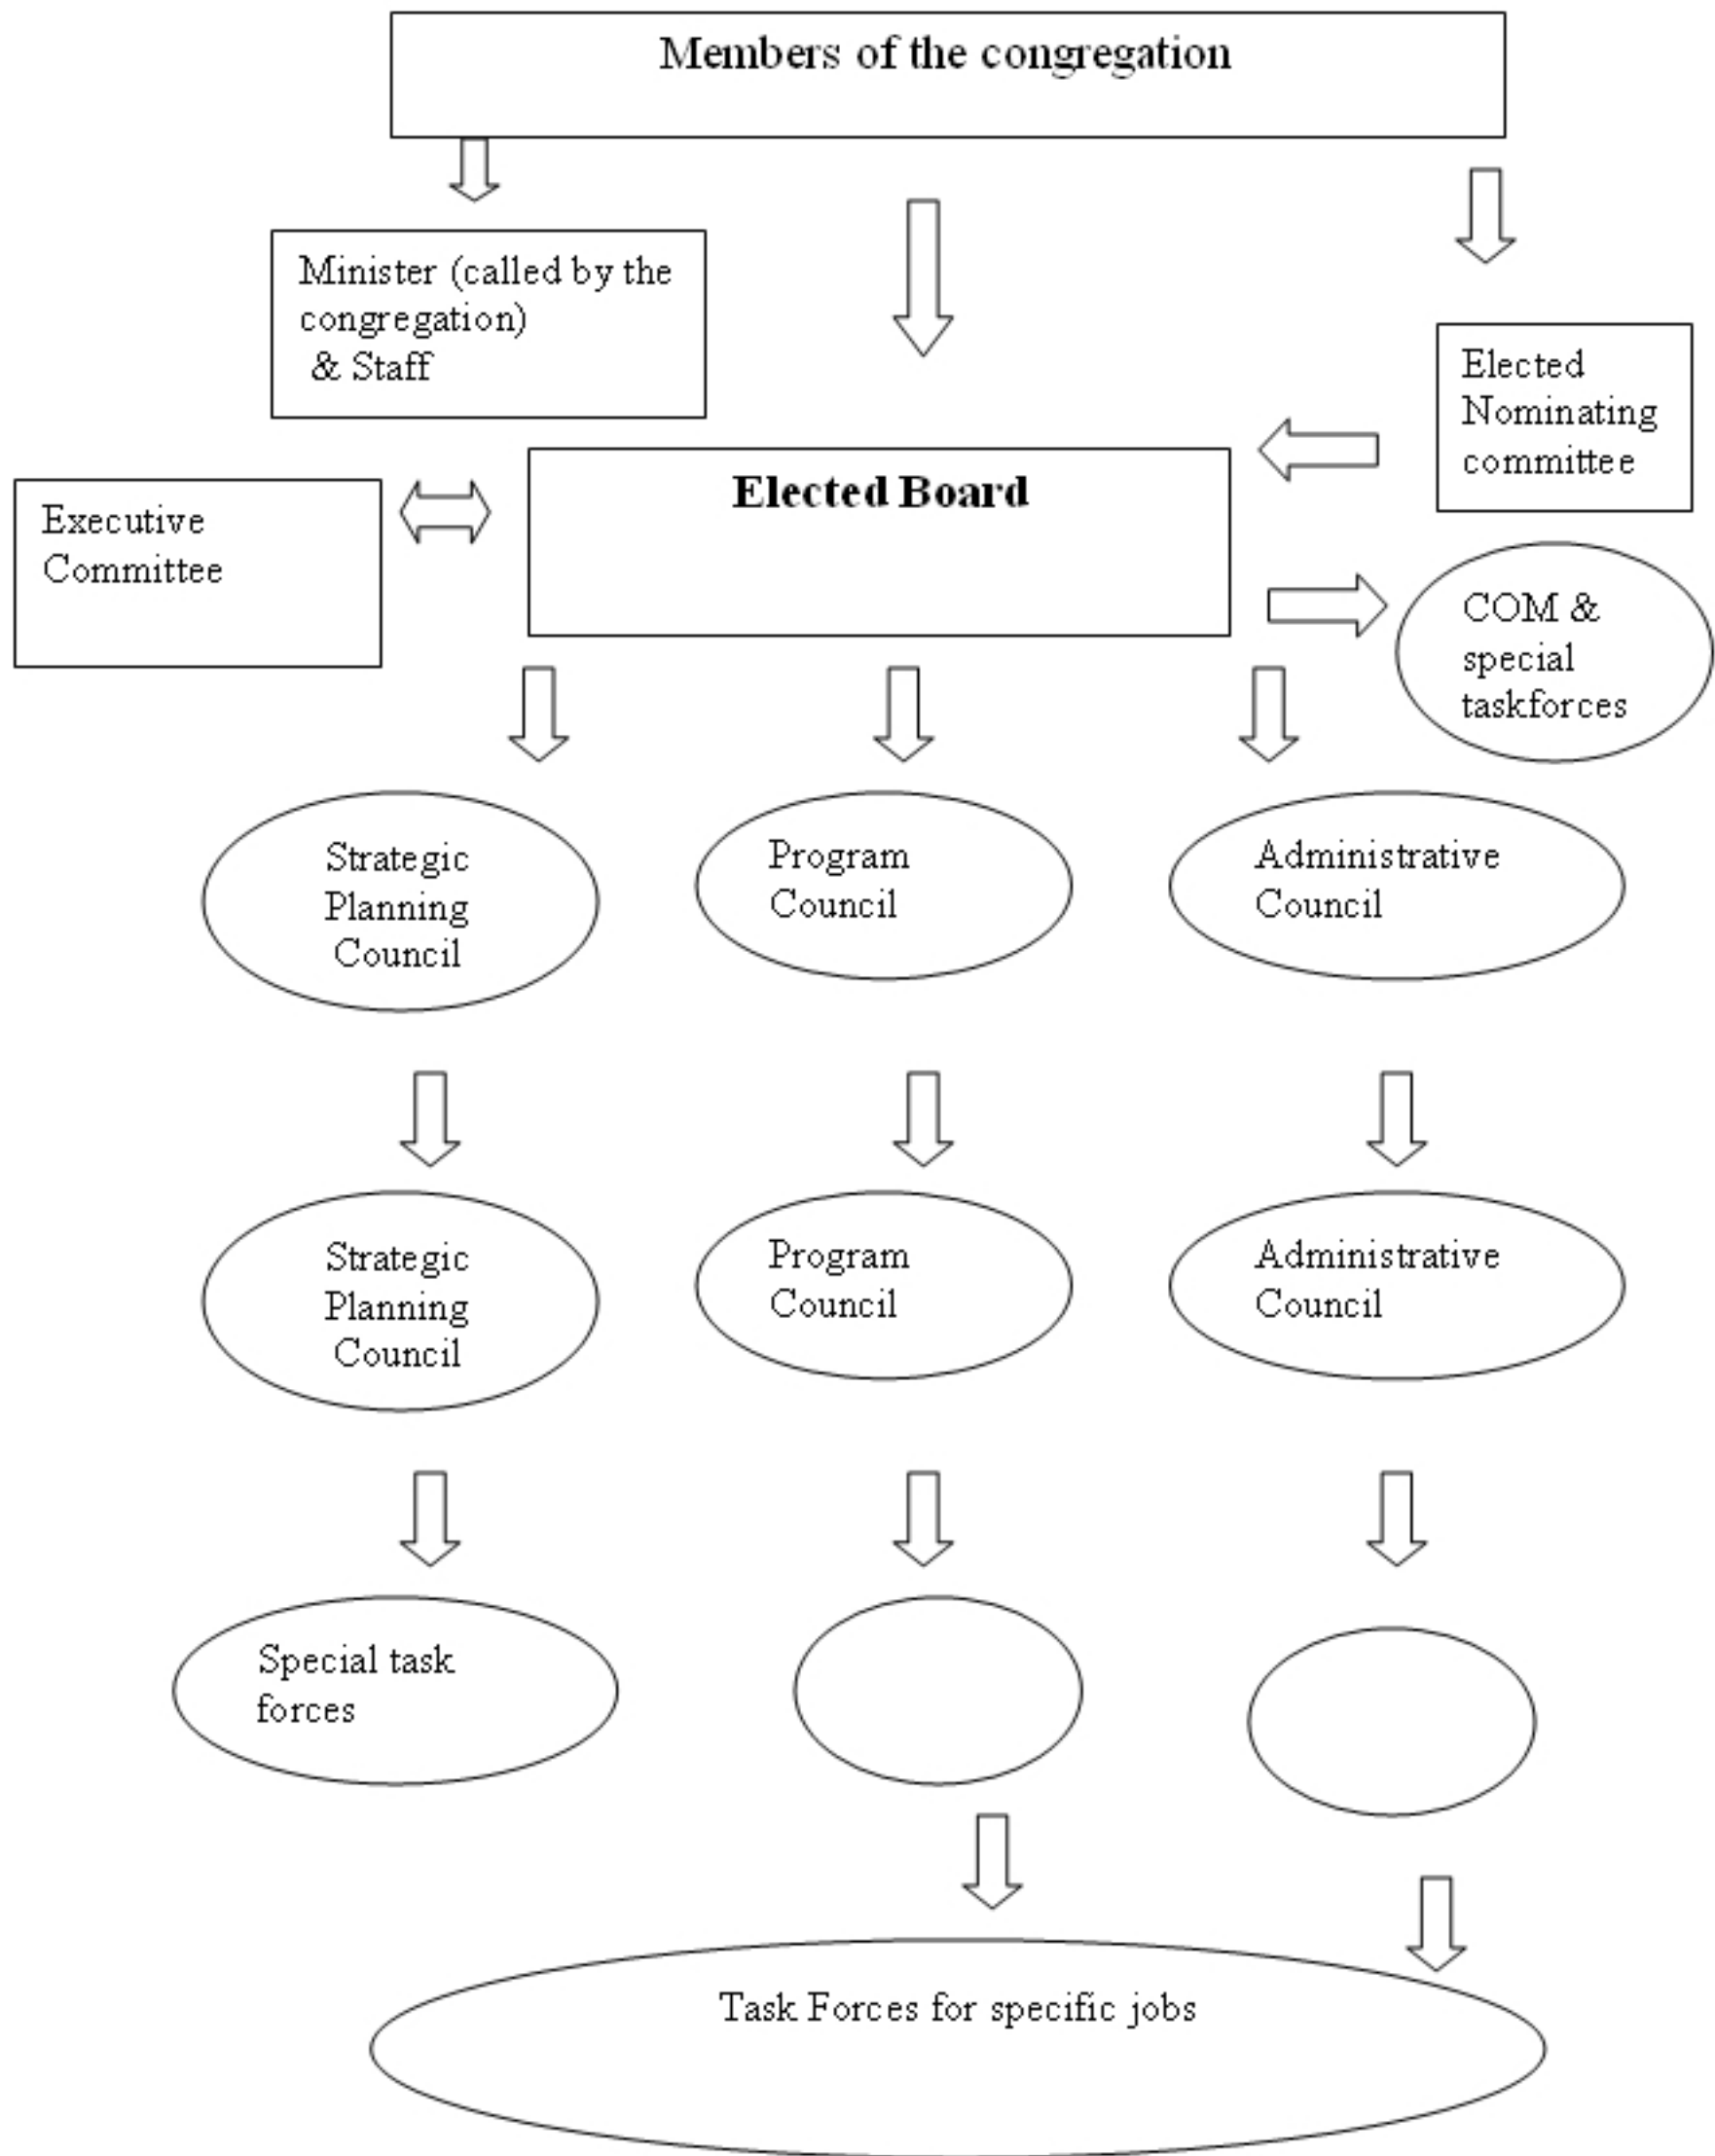 Members of the congregation
Minister (called by the
congregation)
& Staff
Elected
Nominating
committee
Executive
Committee
Elected Board
COM &
special
taskforces
Strategic
Planning
Council
Program
Council
Administrative
Council
Strategic
Planning
Council
Program
Council
Administrative
Council
Special task
forces
Task Forces for specific jobs